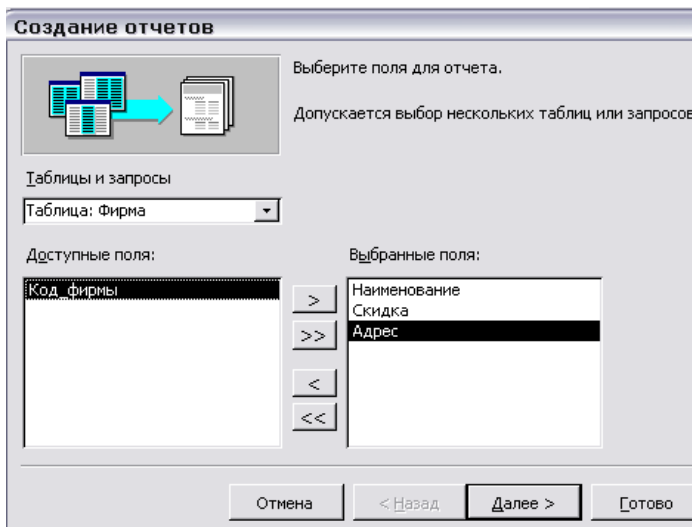 Создание отчетов
Выберите поля для отчета.
Допускается выбор нескольких таблиц или запросов
Таблицы и запросы
Таблица: Фирма
Доступные поля:
Выбранные поля:
Код_фирмы
Наименование
Скидка
Адрес
>
>>
<
<<
Отмена
< Назад
Далее >
Готово